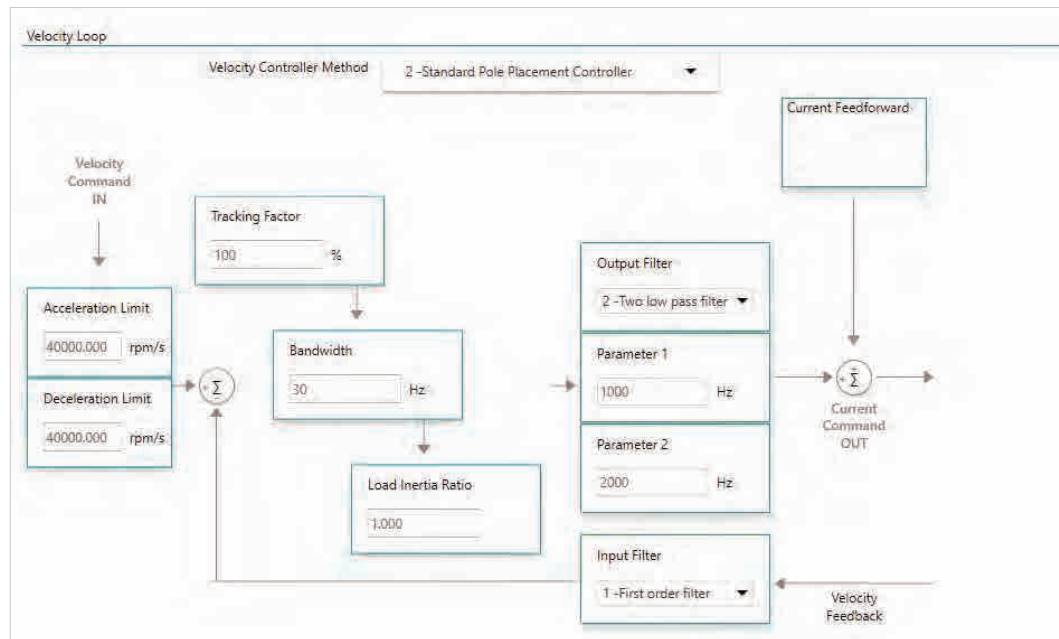 Velocity Loop
Velocity Controller Method
2 -Standard Pole Placement Controller
Current Feedforward
Velocity
Command
IN
Tracking Factor
100 %
Acceleration Limit
40000.000 rpm/s
Deceleration Limit
40000.000 rpm/s
+ Σ
Bandwidth
30 Hz
Load Inertia Ratio
1.000
Output Filter
2 -Two low pass filter
Parameter 1
1000 Hz
Parameter 2
2000 Hz
+
+ Σ
Current
Command
OUT
Input Filter
1 -First order filter
Velocity
Feedback